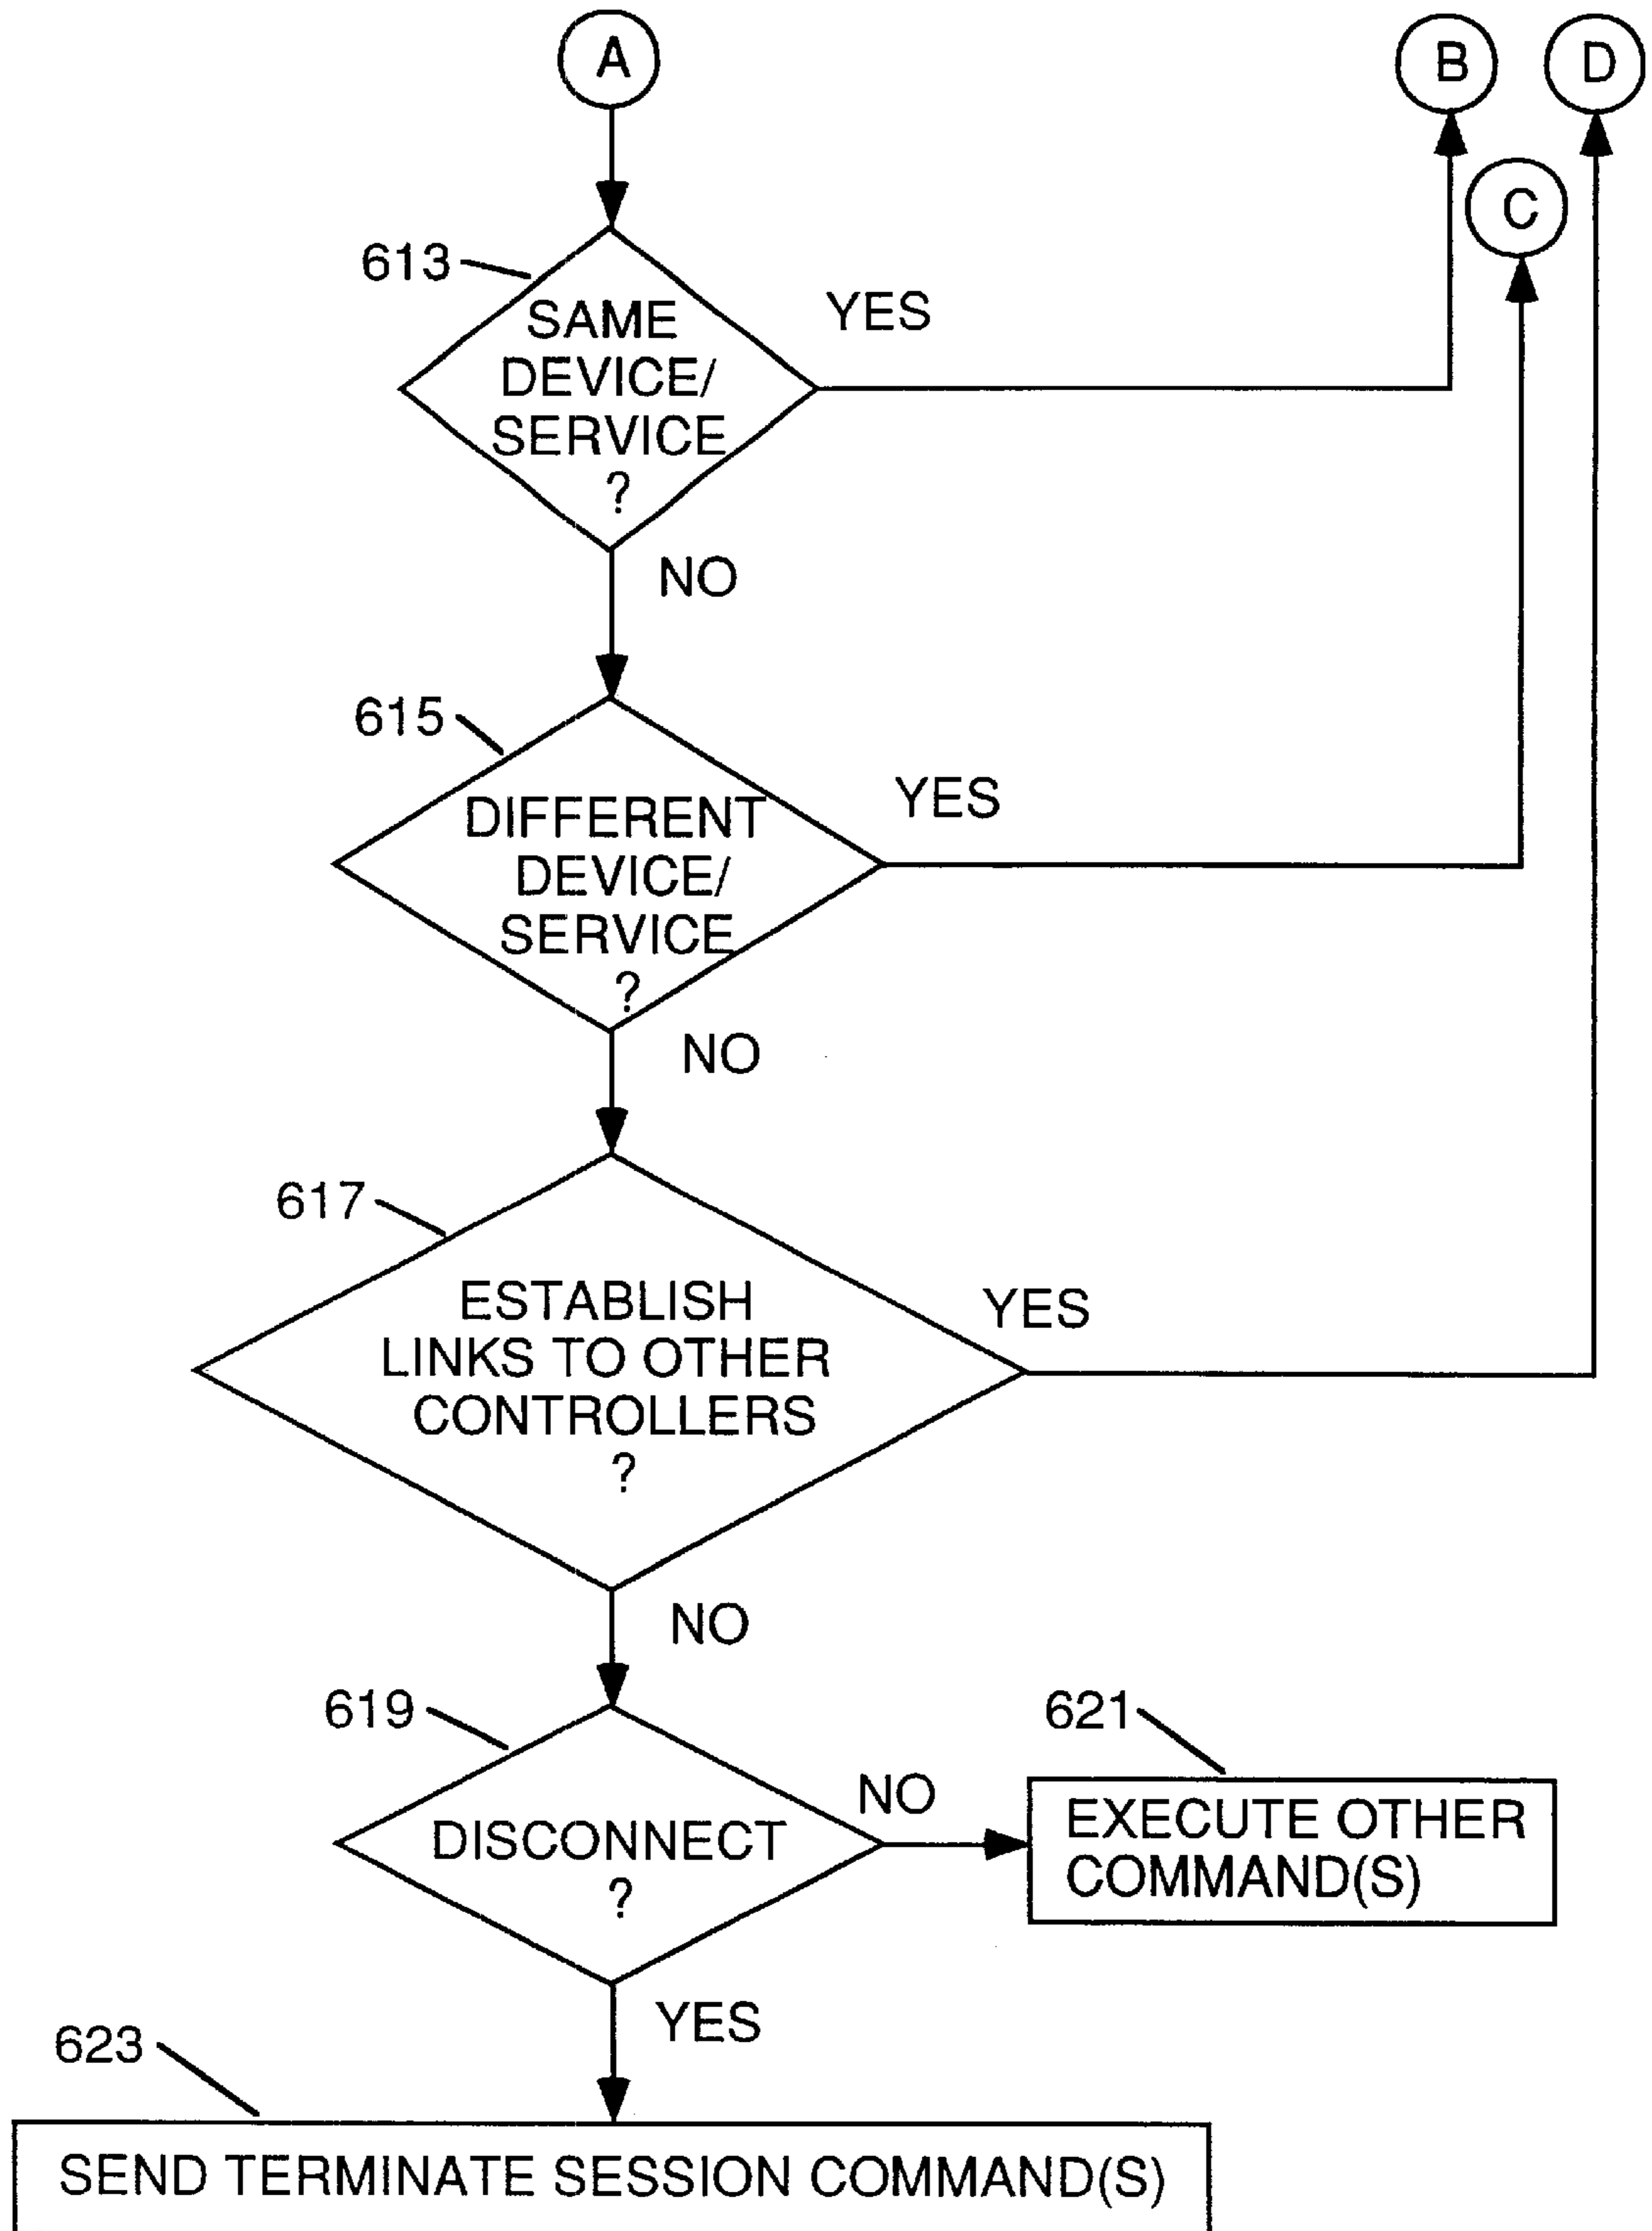 A
B
D
C
613
SAME
DEVICE/
SERVICE
?
YES
NO
615
DIFFERENT
DEVICE/
SERVICE
?
YES
NO
617
ESTABLISH
LINKS TO OTHER
CONTROLLERS
?
YES
NO
619
DISCONNECT
?
NO
621
EXECUTE OTHER
COMMAND(S)
YES
623
SEND TERMINATE SESSION COMMAND(S)